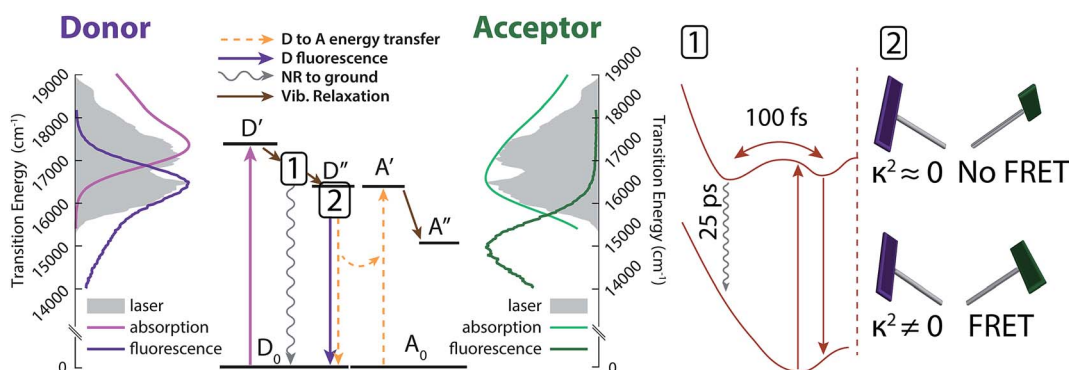 Donor
Acceptor
D to A energy transfer
D fluorescence
NR to ground
Vib. Relaxation
Transition Energy (cm⁻¹)
19000
18000
17000
16000
15000
14000
0
laser
absorption
fluorescence
D′
1
D″
2
A′
A″
D₀
A₀
19000
18000
17000
16000
15000
14000
0
Transition Energy (cm⁻¹)
laser
absorption
fluorescence
1
100 fs
25 ps
2
κ² ≈ 0 No FRET
κ² ≠ 0 FRET